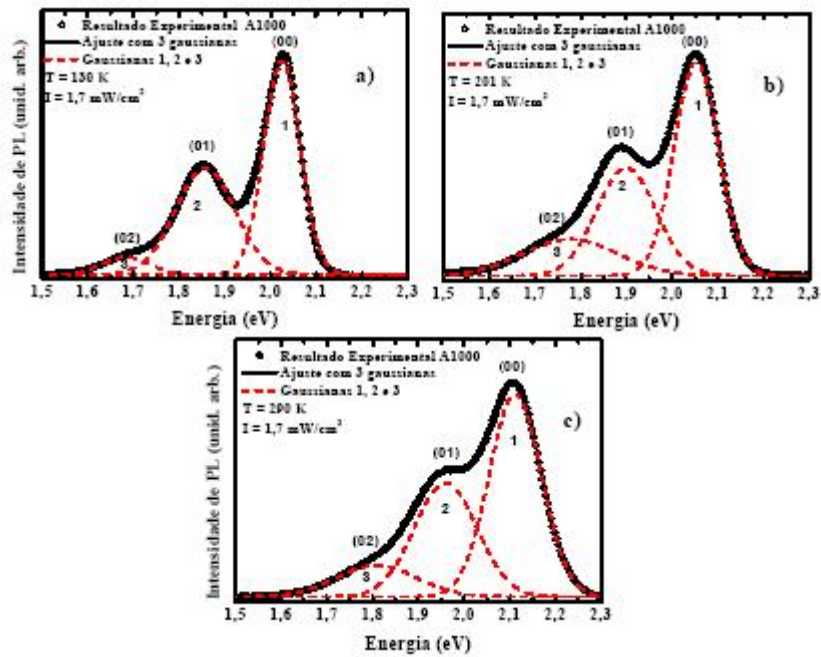 Resultado Experimental A1000
Ajuste com 3 gaussianas
Gaussianas 1, 2 e 3
T = 130 K
I = 1,7 mW/cm²
(00)
a)
1
(01)
2
(02)
3
Intensidade de PL (unid. arb.)
1,5 1,6 1,7 1,8 1,9 2,0 2,1 2,2 2,3
Energia (eV)
Resultado Experimental A1000
Ajuste com 3 gaussianas
Gaussianas 1, 2 e 3
T = 201 K
I = 1,7 mW/cm²
(00)
b)
1
(01)
2
(02)
3
Intensidade de PL (unid. arb.)
1,5 1,6 1,7 1,8 1,9 2,0 2,1 2,2 2,3
Energia (eV)
Resultado Experimental A1000
Ajuste com 3 gaussianas
Gaussianas 1, 2 e 3
T = 290 K
I = 1,7 mW/cm²
(00)
c)
1
(01)
2
(02)
3
Intensidade de PL (unid. arb.)
1,5 1,6 1,7 1,8 1,9 2,0 2,1 2,2 2,3
Energia (eV)